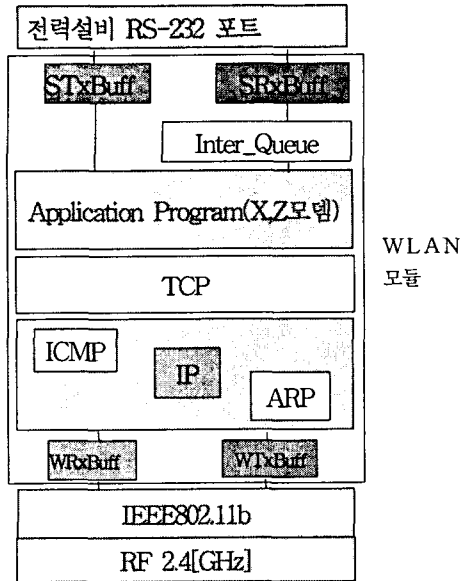 전력설비 RS-232 포트
STxBuff
SRxBuff
Inter_Queue
Application Program(X,Z모뎀)
WLAN
모듈
TCP
ICMP
IP
ARP
WRxBuff
WTxBuff
IEEE802.11b
RF 2.4[GHz]